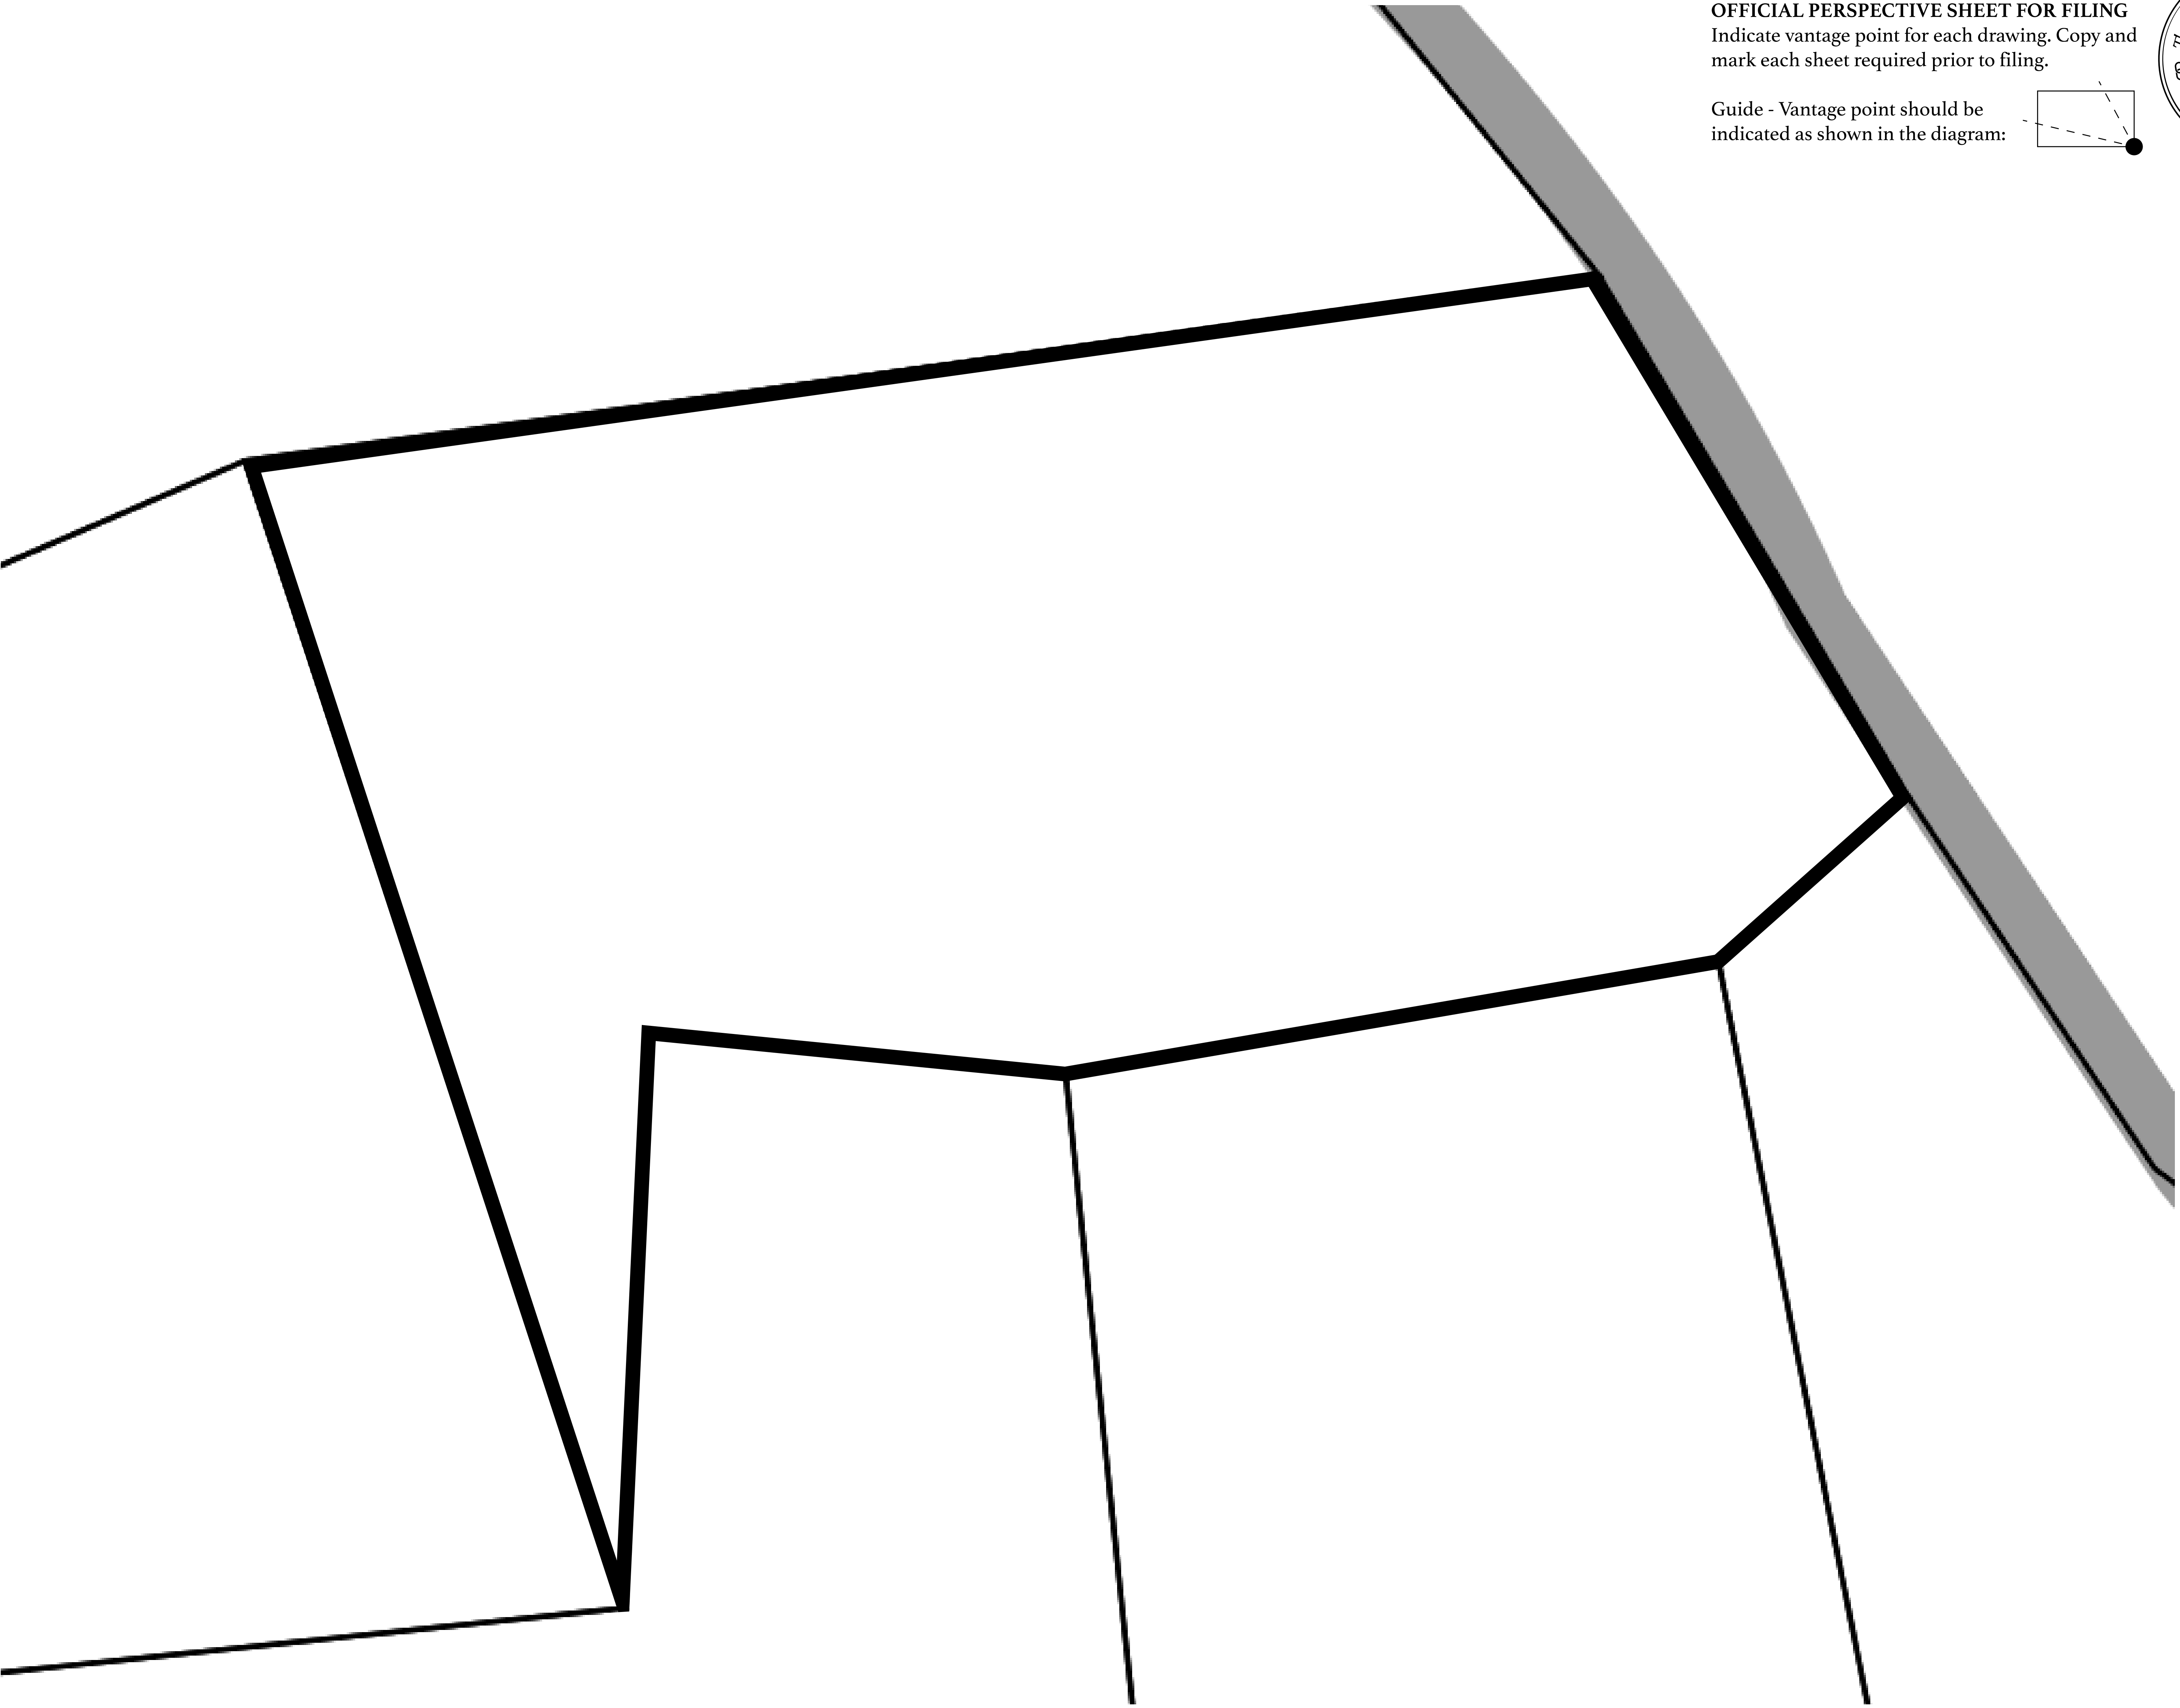 OFFICIAL PERSPECTIVE SHEET FOR FILING
Indicate vantage point for each drawing. Copy and
mark each sheet required prior to filing.
Guide - Vantage point should be
indicated as shown in the diagram: